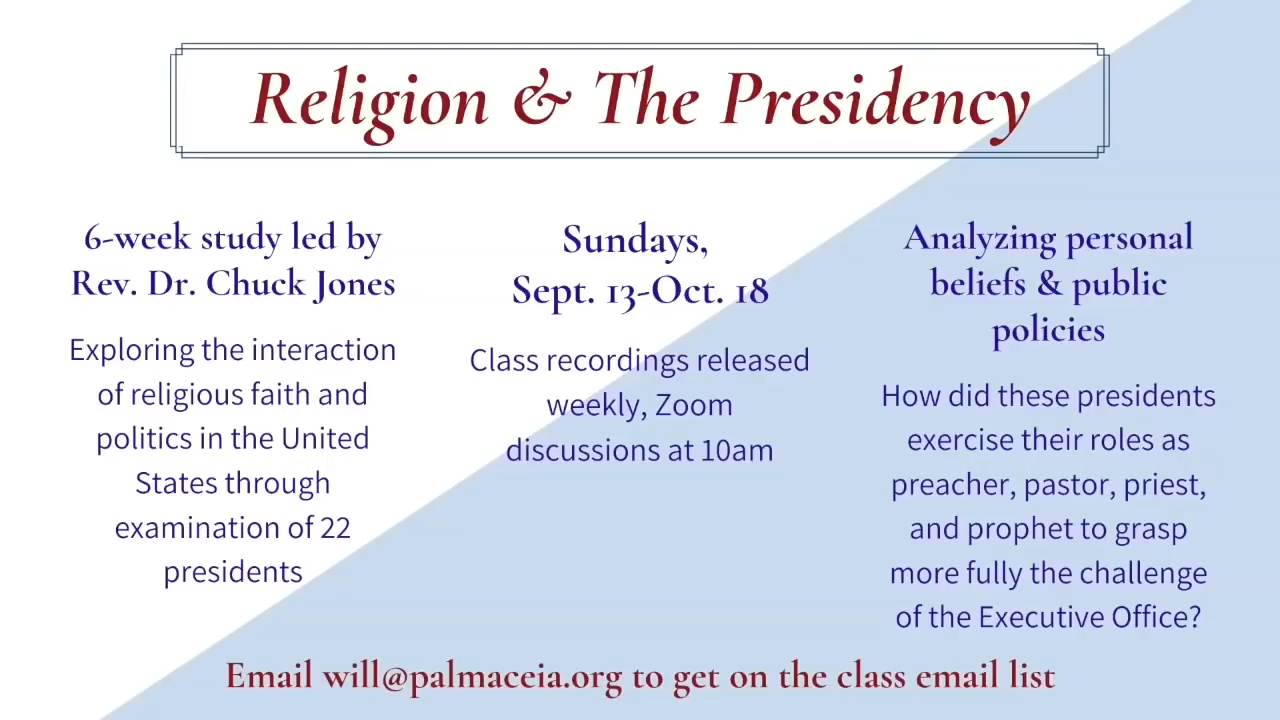 Religion & The Presidency
6-week study led by
Rev. Dr. Chuck Jones
Exploring the interaction
of religious faith and
politics in the United
States through
examination of 22
presidents
Sundays,
Sept. 13-Oct. 18
Class recordings released
weekly, Zoom
discussions at 10am
Analyzing personal
beliefs & public
policies
How did these presidents
exercise their roles as
preacher, pastor, priest,
and prophet to grasp
more fully the challenge
of the Executive Office?
Email will@palmaceia.org to get on the class email list